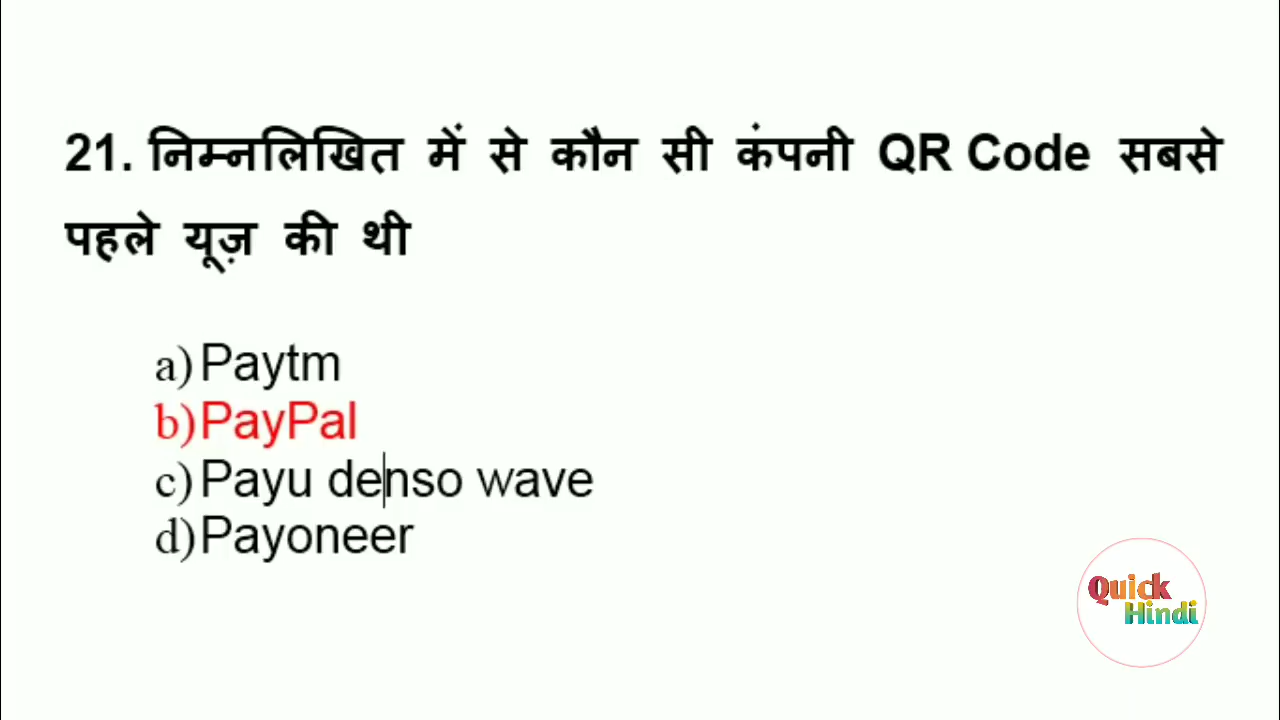 21. निम्नलिखित में से कौन सी कंपनी QR Code सबसे
पहले यूज़ की थी
a) Paytm
b) PayPal
c) Payu denso wave
d) Payoneer
Quick
Hindi